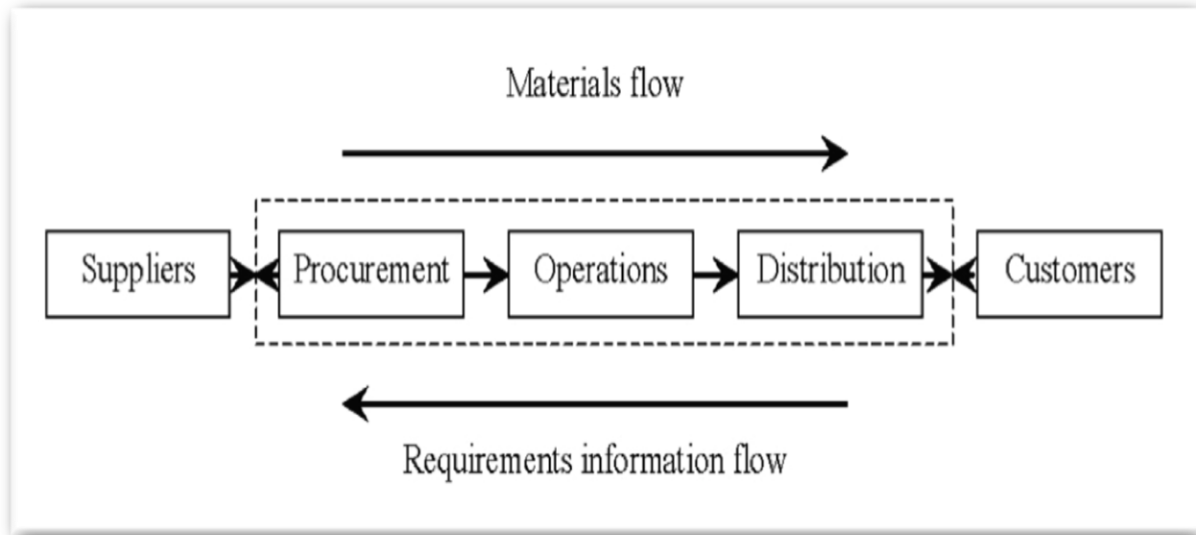 Materials flow
Suppliers
Procurement
Operations
Distribution
Customers
Requirements information flow